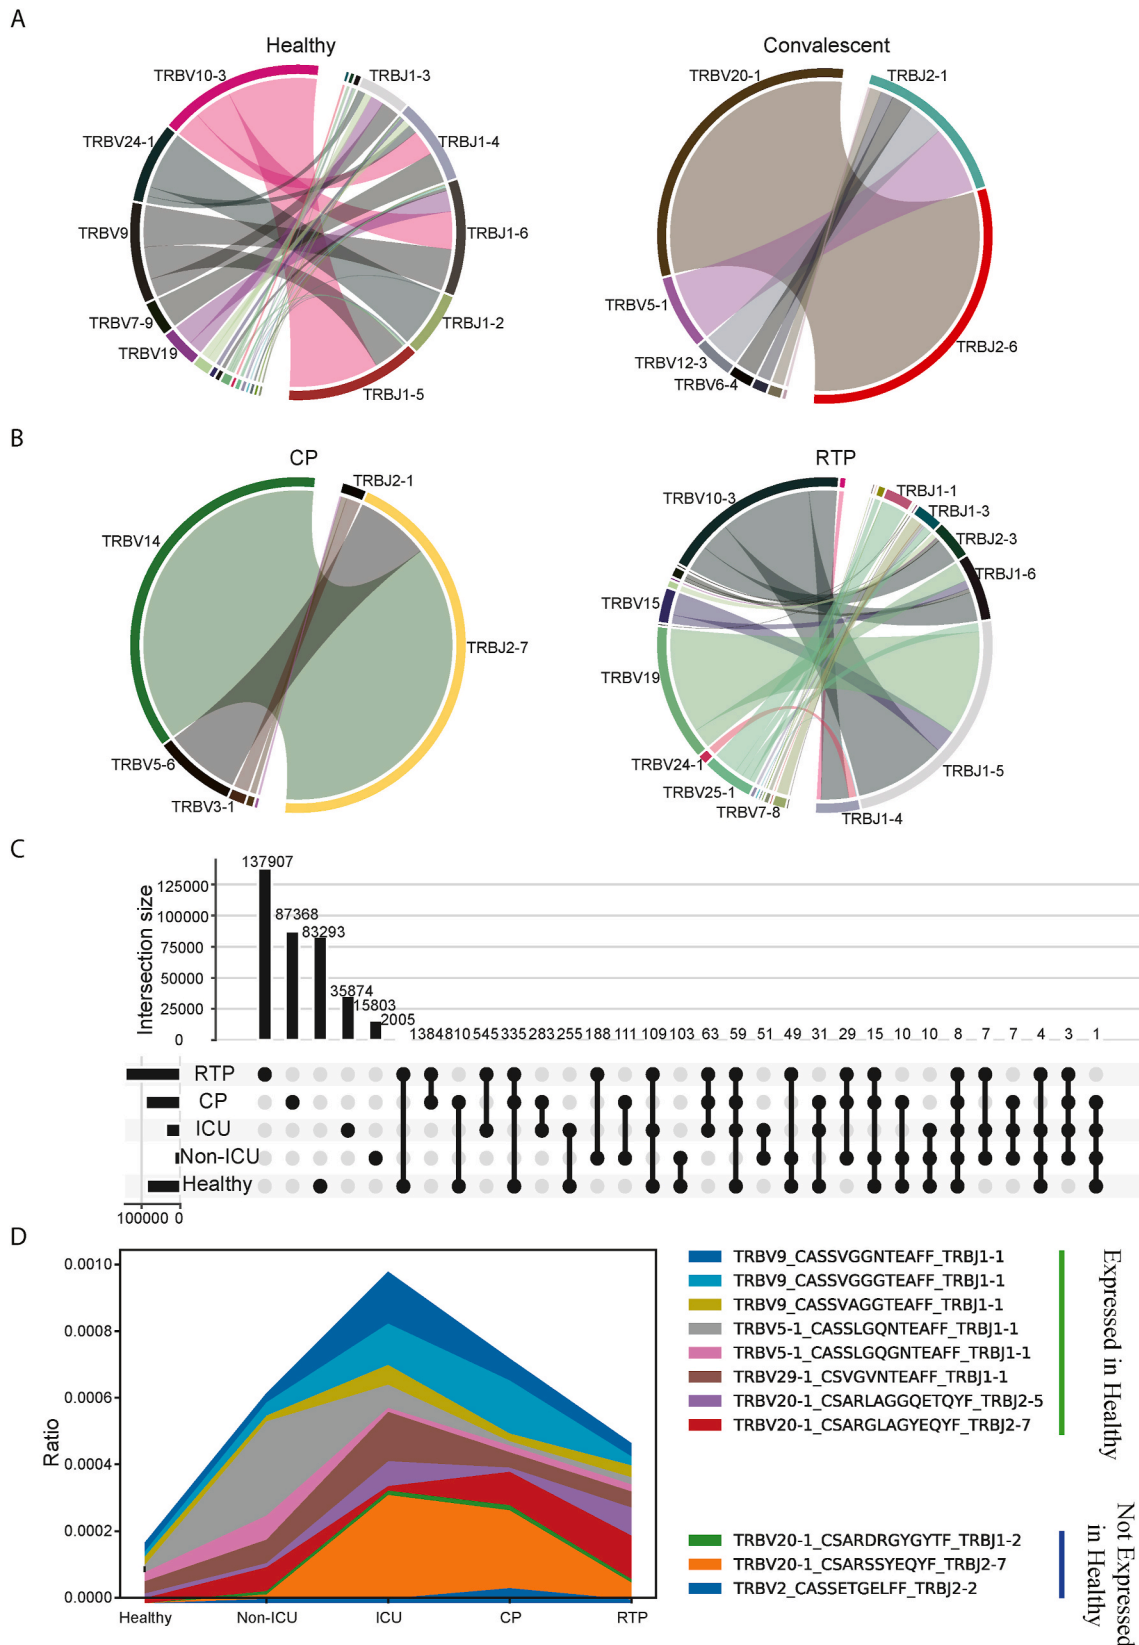 A
Healthy
TRBV10-3
TRBJ1-3
TRBV24-1
TRBJ1-4
TRBV9
TRBJ1-6
TRBV7-9
TRBJ1-2
TRBV19
TRBJ1-5
Convalescent
TRBV20-1
TRBJ2-1
TRBV5-1
TRBJ2-6
TRBV12-3
TRBV6-4
B
CP
TRBJ2-1
TRBV14
TRBJ2-7
TRBV5-6
TRBV3-1
RTP
TRBV10-3
TRBJ1-1
TRBJ1-3
TRBJ2-3
TRBJ1-6
TRBV15
TRBV19
TRBV24-1
TRBJ1-5
TRBV25-1
TRBV7-8
TRBJ1-4
C
Intersection size
125000
100000
75000
50000
25000
0
137907
87368
83293
35874
15803
2005
1384 810 545 335 283 255 188 111 109 103 63 59 51 49 31 29 15 10 10 8 7 7 4 3 1
RTP
CP
ICU
Non-ICU
Healthy
100000 0
D
Ratio
0.0010
0.0008
0.0006
0.0004
0.0002
0.0000
Healthy Non-ICU ICU CP RTP
TRBV9_CASSVGGNTEAFF_TRBJ1-1
TRBV9_CASSVGGGTEAFF_TRBJ1-1
TRBV9_CASSVAGGTEAFF_TRBJ1-1
TRBV5-1_CASSLGQNTEAFF_TRBJ1-1
TRBV5-1_CASSLGQGNTEAFF_TRBJ1-1
TRBV29-1_CSVGVNTEAFF_TRBJ1-1
TRBV20-1_CSARLAGGQETQYF_TRBJ2-5
TRBV20-1_CSARGLAGYEQYF_TRBJ2-7
Expressed in Healthy
TRBV20-1_CSARDRGYGYTF_TRBJ1-2
TRBV20-1_CSARSSYEQYF_TRBJ2-7
TRBV2_CASSETGELFF_TRBJ2-2
Not Expressed
in Healthy